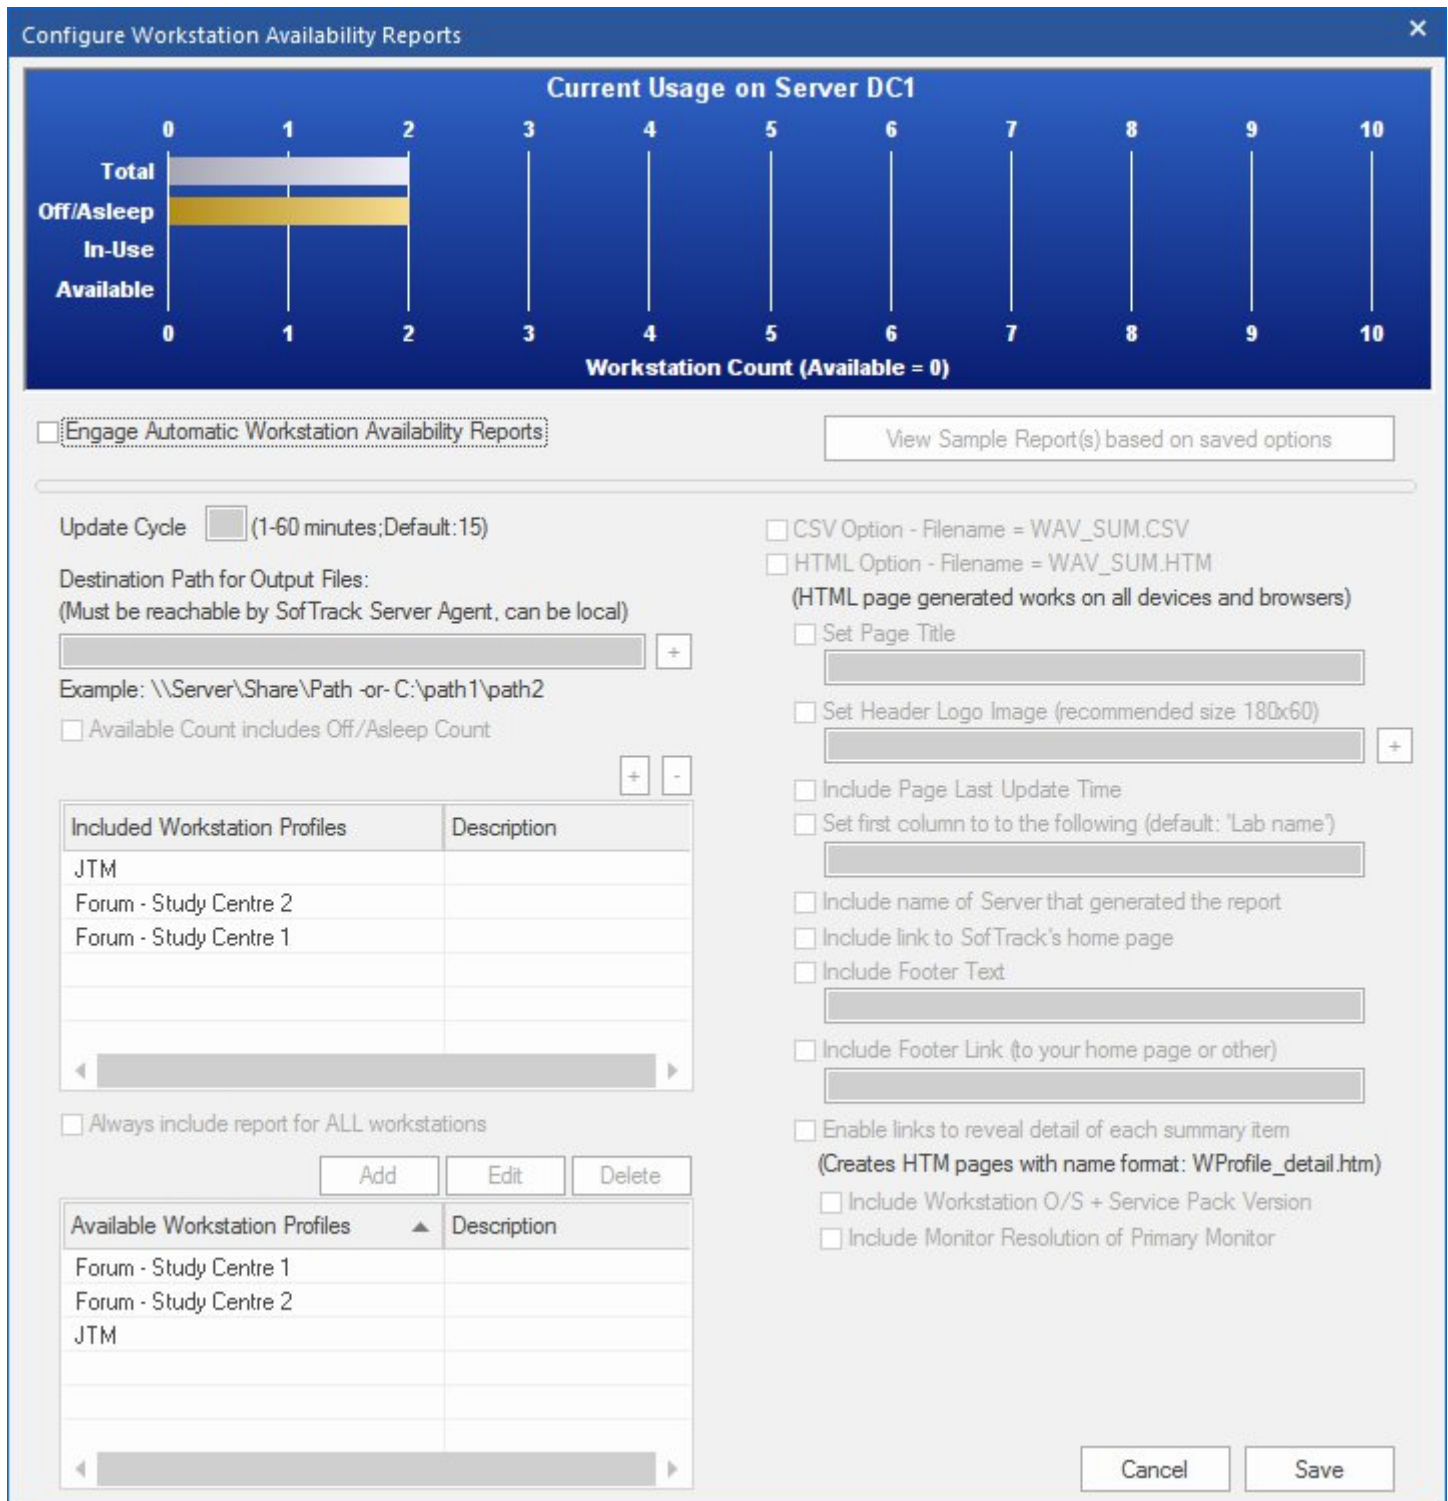 Configure Workstation Availability Reports
Current Usage on Server DC1
0 1 2 3 4 5 6 7 8 9 10
Total
Off/Asleep
In-Use
Available
0 1 2 3 4 5 6 7 8 9 10
Workstation Count (Available = 0)
Engage Automatic Workstation Availability Reports
View Sample Report(s) based on saved options
Update Cycle (1-60 minutes;Default:15)
Destination Path for Output Files:
(Must be reachable by SofTrack Server Agent, can be local)
+
Example: \\Server\Share\Path -or- C:\path1\path2
Available Count includes Off/Asleep Count
+ -
Included Workstation Profiles Description
JTM
Forum - Study Centre 2
Forum - Study Centre 1
Always include report for ALL workstations
Add Edit Delete
Available Workstation Profiles Description
Forum - Study Centre 1
Forum - Study Centre 2
JTM
CSV Option - Filename = WAV_SUM.CSV
HTML Option - Filename = WAV_SUM.HTM
(HTML page generated works on all devices and browsers)
Set Page Title
Set Header Logo Image (recommended size 180x60)
+
Include Page Last Update Time
Set first column to to the following (default: 'Lab name')
Include name of Server that generated the report
Include link to SofTrack's home page
Include Footer Text
Include Footer Link (to your home page or other)
Enable links to reveal detail of each summary item
(Creates HTM pages with name format: WProfile_detail.htm)
Include Workstation O/S + Service Pack Version
Include Monitor Resolution of Primary Monitor
Cancel Save